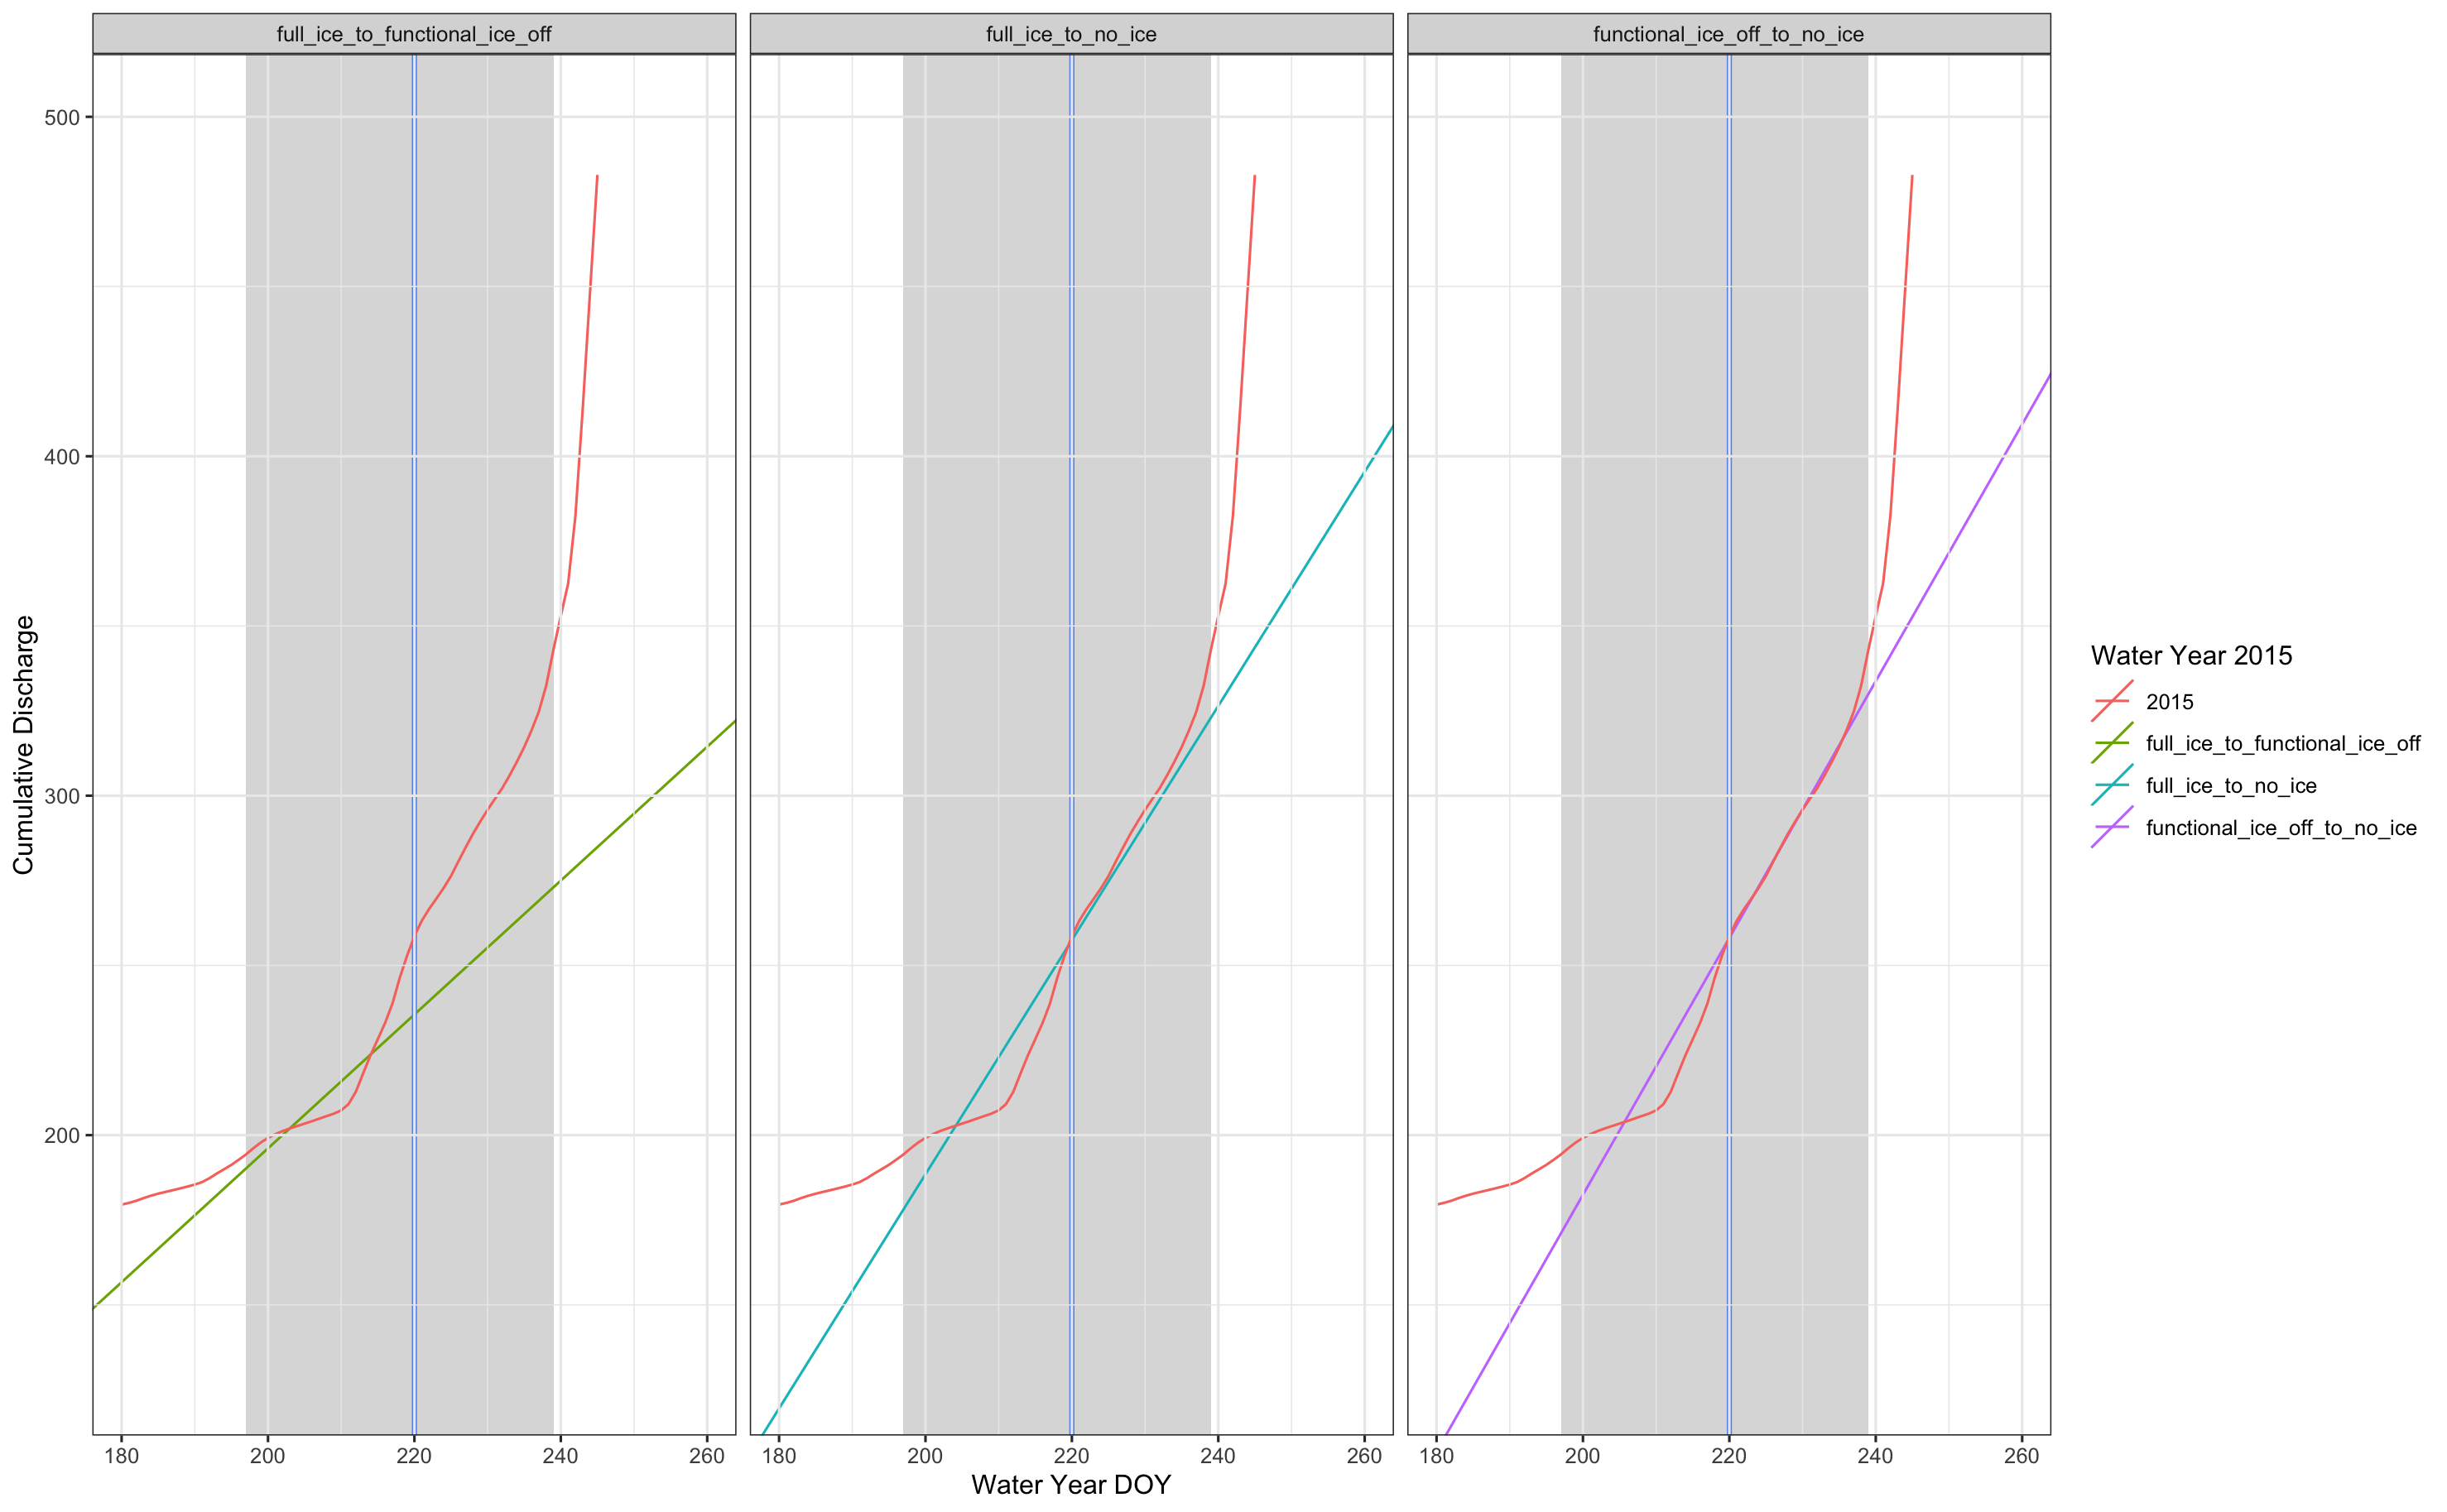 full_ice_to_functional_ice_off
full_ice_to_no_ice
functional_ice_off_to_no_ice
500
400
300
200
Cumulative Discharge
180 200 220 240 260
180 200 220 240 260
180 200 220 240 260
Water Year DOY
Water Year 2015
2015
full_ice_to_functional_ice_off
full_ice_to_no_ice
functional_ice_off_to_no_ice